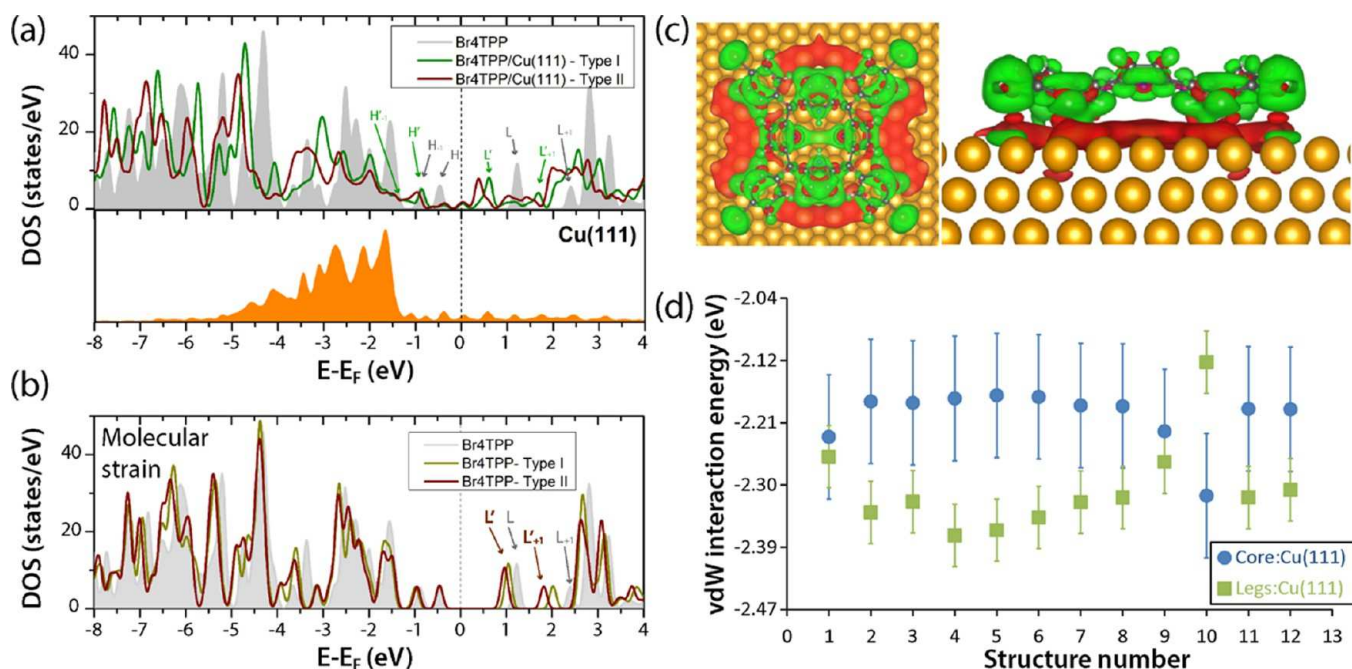 (a)
40
20
0
DOS (states/eV)
Br4TPP
Br4TPP/Cu(111) - Type I
Br4TPP/Cu(111) - Type II
H'-1
H'
H-1
H
L'
L
L'+1
L+1
Cu(111)
-8 -7 -6 -5 -4 -3 -2 -1 0 1 2 3 4
E-EF (eV)
(b)
40
20
0
DOS (states/eV)
Molecular
strain
Br4TPP
Br4TPP- Type I
Br4TPP- Type II
L'
L
L'+1
L+1
-8 -7 -6 -5 -4 -3 -2 -1 0 1 2 3 4
E-EF (eV)
(c)
(d)
vdW interaction energy (eV)
-2.04
-2.12
-2.21
-2.30
-2.39
-2.47
Core:Cu(111)
Legs:Cu(111)
0 1 2 3 4 5 6 7 8 9 10 11 12 13
Structure number